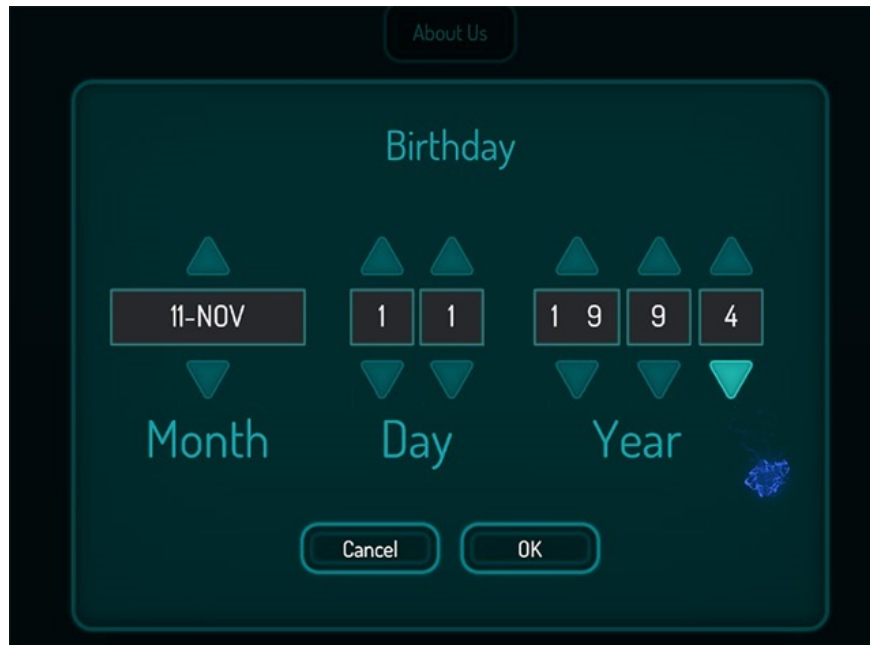 About Us
Birthday
11-NOV 1 1 1 9 9 4
Month Day Year
Cancel OK